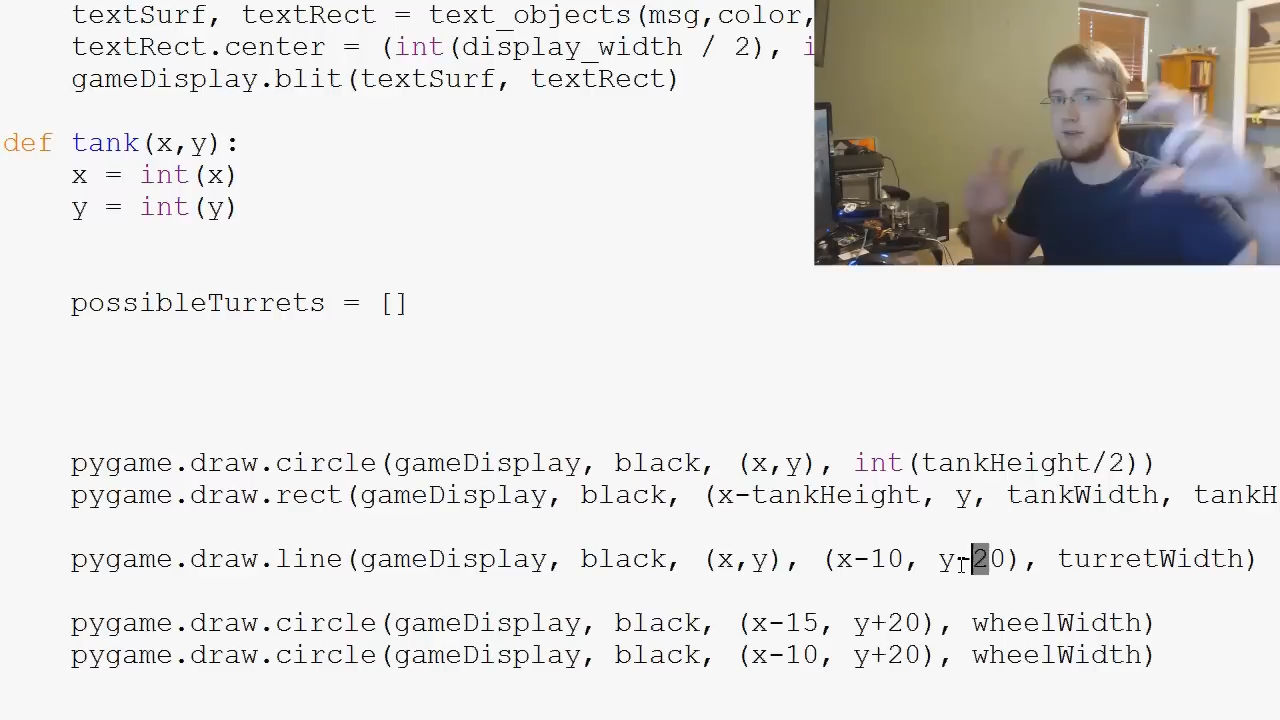 textSurf, textRect = text_objects(msg,color,
textRect.center = (int(display_width / 2), i
gameDisplay.blit(textSurf, textRect)
def tank(x,y):
x = int(x)
y = int(y)
possibleTurrets = []
pygame.draw.circle(gameDisplay, black, (x,y), int(tankHeight/2))
pygame.draw.rect(gameDisplay, black, (x-tankHeight, y, tankWidth, tankH
pygame.draw.line(gameDisplay, black, (x,y), (x-10, y-20), turretWidth)
pygame.draw.circle(gameDisplay, black, (x-15, y+20), wheelWidth)
pygame.draw.circle(gameDisplay, black, (x-10, y+20), wheelWidth)